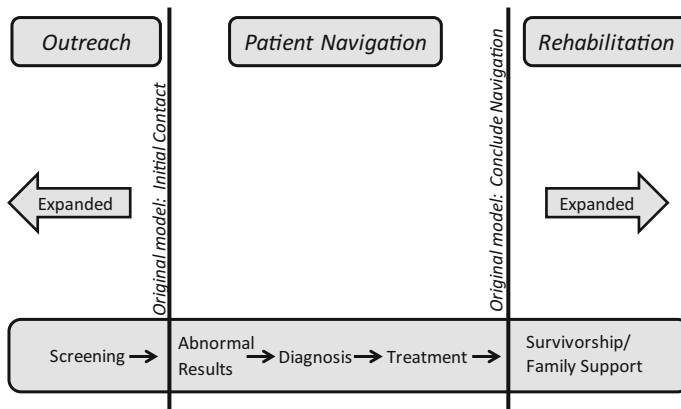 Outreach
Patient Navigation
Rehabilitation
Original model: Initial Contact
Original model: Conclude Navigation
Expanded
Expanded
Screening
Abnormal
Results
Diagnosis
Treatment
Survivorship/
Family Support